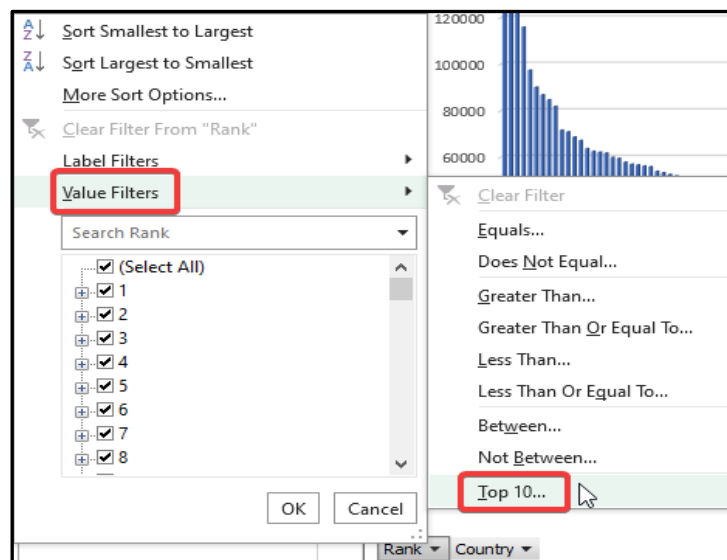 Sort Smallest to Largest
Sort Largest to Smallest
More Sort Options...
Clear Filter From "Rank"
Label Filters
Value Filters
Search Rank
(Select All)
1
2
3
4
5
6
7
8
OK
Cancel
120000
100000
80000
60000
Clear Filter
Equals...
Does Not Equal...
Greater Than...
Greater Than Or Equal To...
Less Than...
Less Than Or Equal To...
Between...
Not Between...
Top 10...
Rank
Country